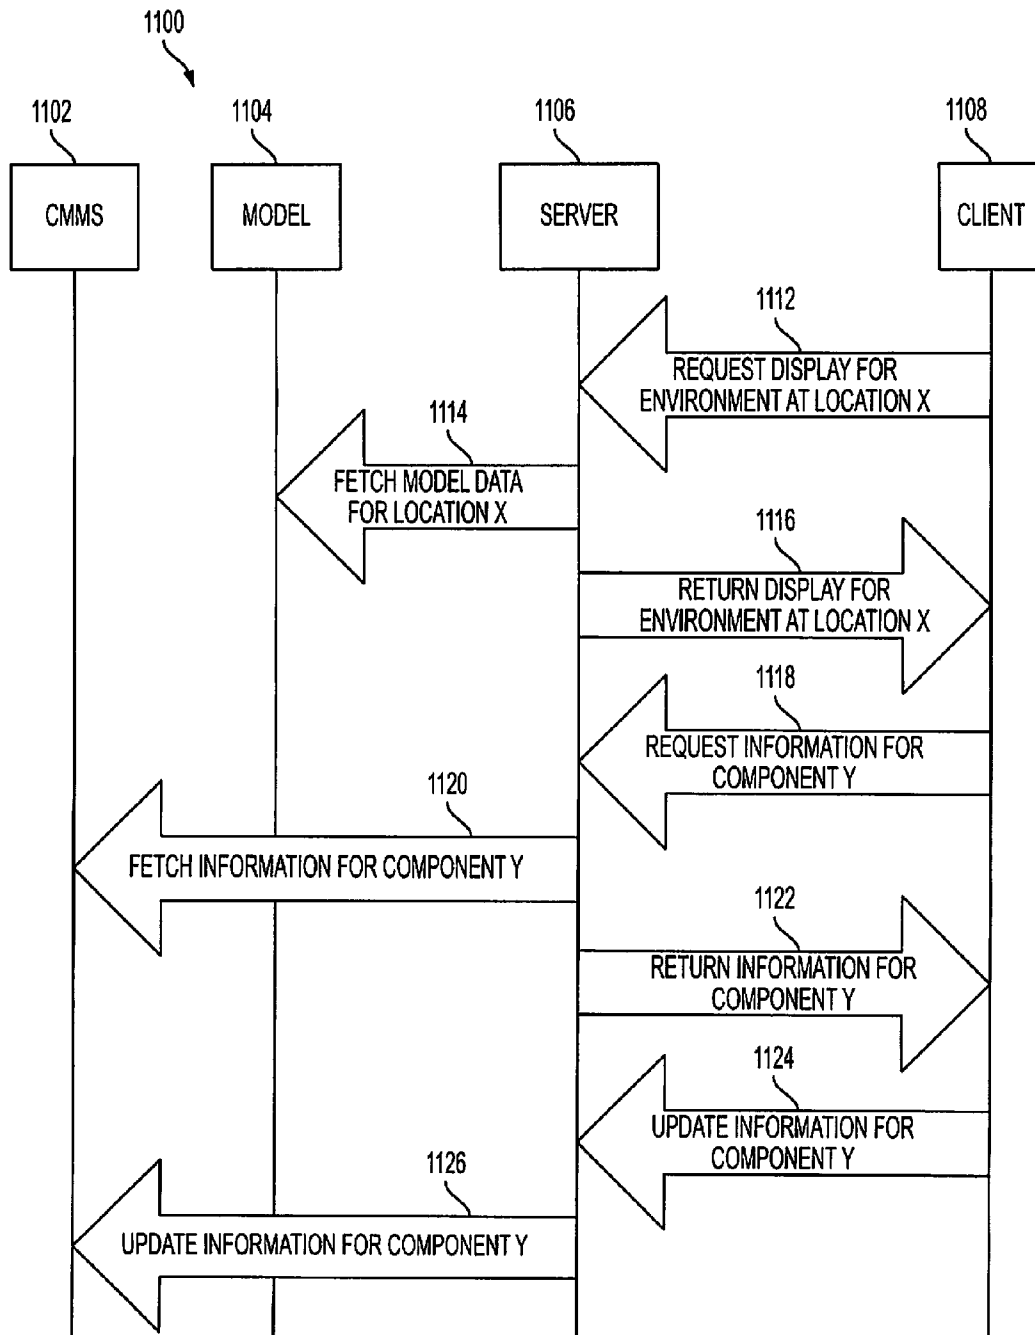 1100
1102
1104
1106
1108
CMMS
MODEL
SERVER
CLIENT
1112
REQUEST DISPLAY FOR
ENVIRONMENT AT LOCATION X
1114
FETCH MODEL DATA
FOR LOCATION X
1116
RETURN DISPLAY FOR
ENVIRONMENT AT LOCATION X
1118
REQUEST INFORMATION FOR
COMPONENT Y
1120
FETCH INFORMATION FOR COMPONENT Y
1122
RETURN INFORMATION FOR
COMPONENT Y
1124
UPDATE INFORMATION FOR
COMPONENT Y
1126
UPDATE INFORMATION FOR COMPONENT Y